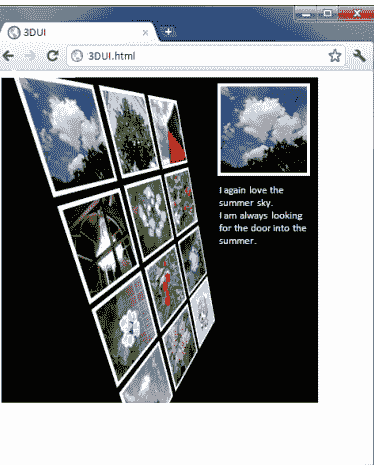 3DUI
3DUI.html
I again love the
summer sky.
I am always looking
for the door into the
summer.